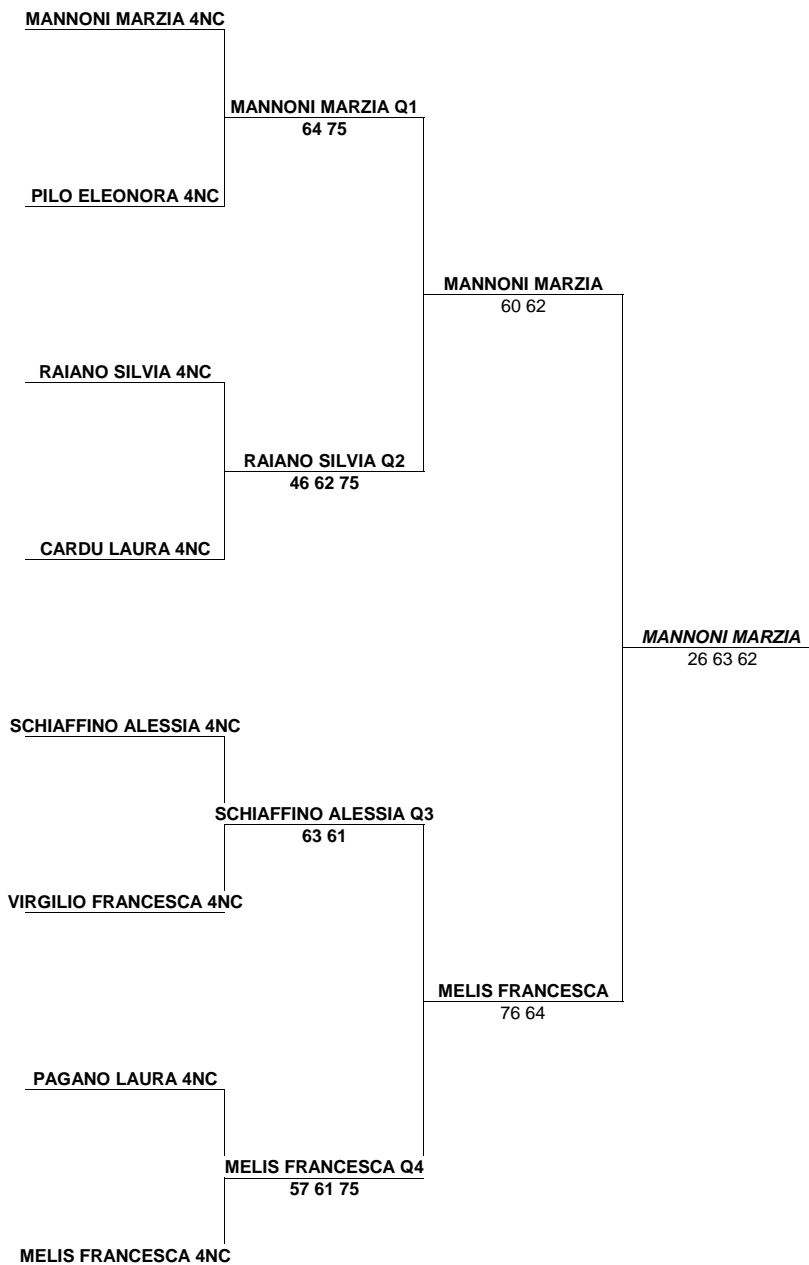 MANNONI MARZIA 4NC
MANNONI MARZIA Q1
64 75
PILO ELEONORA 4NC
MANNONI MARZIA
60 62
RAIANO SILVIA 4NC
RAIANO SILVIA Q2
46 62 75
CARDU LAURA 4NC
MANNONI MARZIA
26 63 62
SCHIAFFINO ALESSIA 4NC
SCHIAFFINO ALESSIA Q3
63 61
VIRGILIO FRANCESCA 4NC
MELIS FRANCESCA
76 64
PAGANO LAURA 4NC
MELIS FRANCESCA Q4
57 61 75
MELIS FRANCESCA 4NC